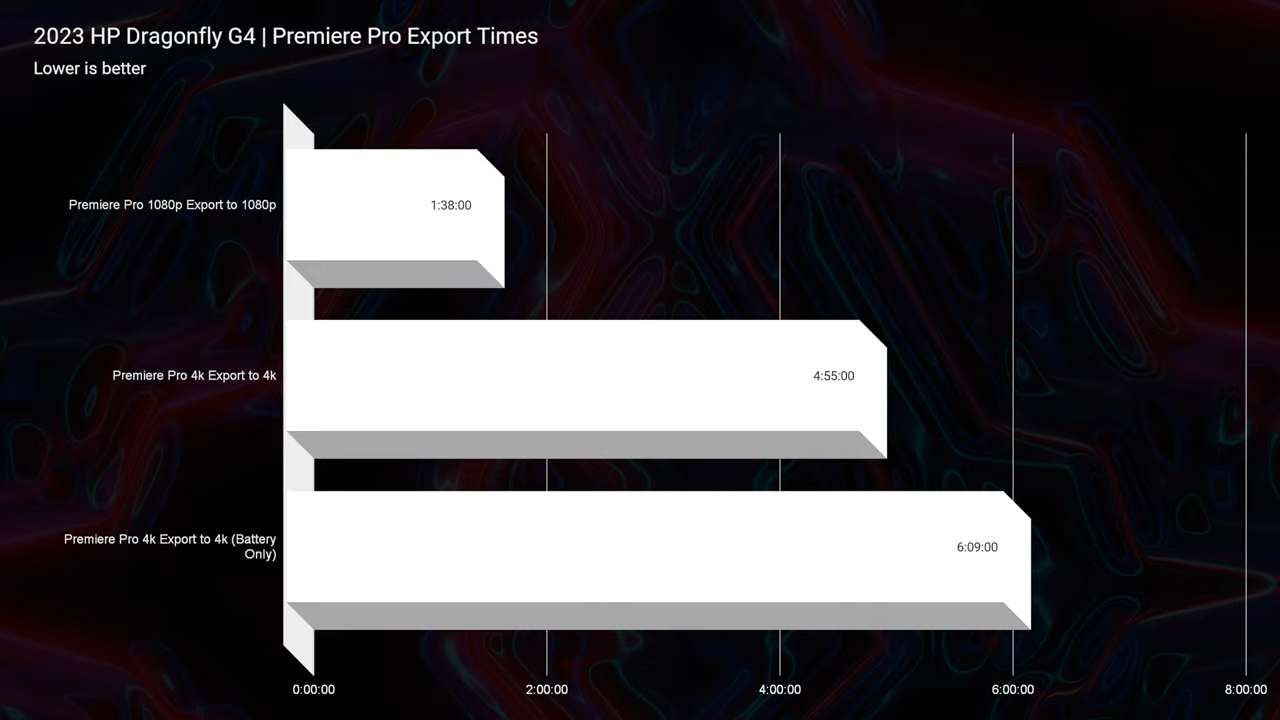 2023 HP Dragonfly G4 | Premiere Pro Export Times
Lower is better
Premiere Pro 1080p Export to 1080p
1:38:00
Premiere Pro 4k Export to 4k
4:55:00
Premiere Pro 4k Export to 4k (Battery
Only)
6:09:00
0:00:00
2:00:00
4:00:00
6:00:00
8:00:00